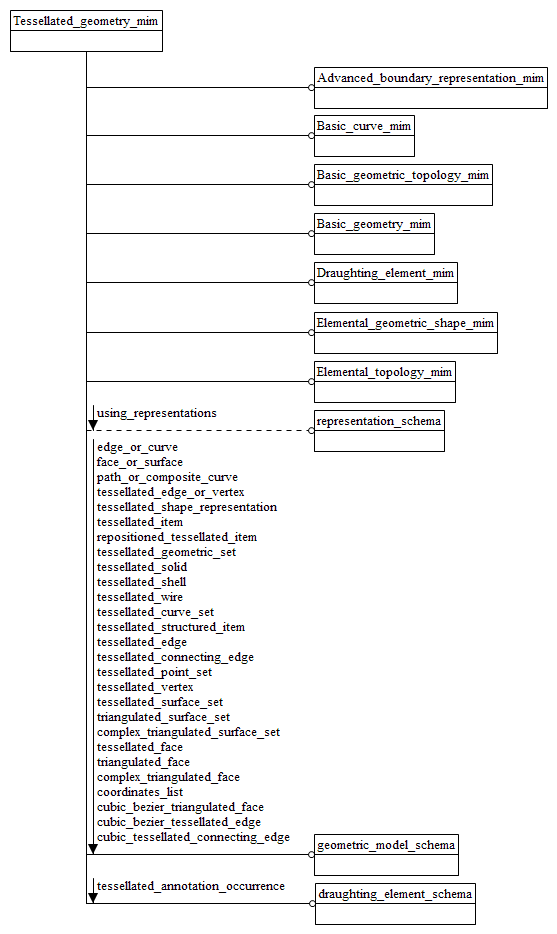 Tessellated_geometry_mim
Advanced_boundary_representation_mim
Basic_curve_mim
Basic_geometric_topology_mim
Basic_geometry_mim
Draughting_element_mim
Elemental_geometric_shape_mim
Elemental_topology_mim
using_representations
representation_schema
edge_or_curve
face_or_surface
path_or_composite_curve
tessellated_edge_or_vertex
tessellated_shape_representation
tessellated_item
repositioned_tessellated_item
tessellated_geometric_set
tessellated_solid
tessellated_shell
tessellated_wire
tessellated_curve_set
tessellated_structured_item
tessellated_edge
tessellated_connecting_edge
tessellated_point_set
tessellated_vertex
tessellated_surface_set
triangulated_surface_set
complex_triangulated_surface_set
tessellated_face
triangulated_face
complex_triangulated_face
coordinates_list
cubic_bezier_triangulated_face
cubic_bezier_tessellated_edge
cubic_tessellated_connecting_edge
geometric_model_schema
tessellated_annotation_occurrence
draughting_element_schema